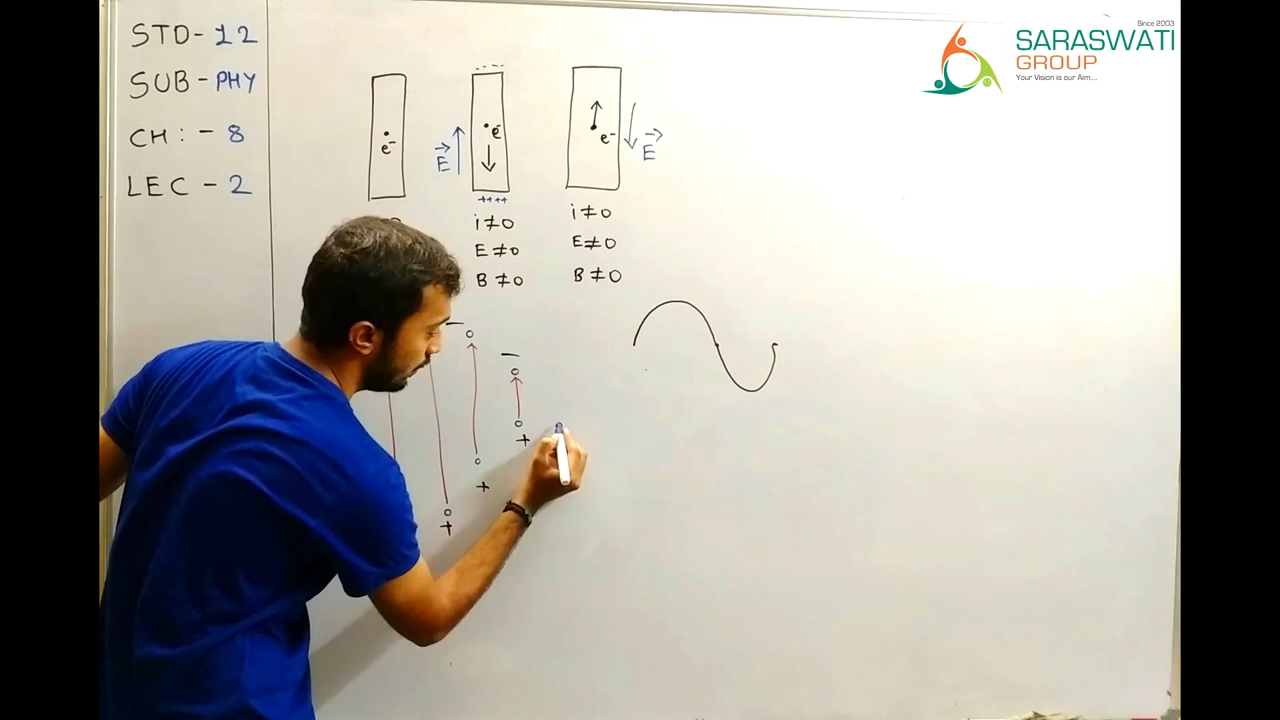 STD-12
SUB-PHY
CH:-8
LEC-2
Since 2003
SARASWATI
GROUP
Your Vision is our Aim...
e⁻
- - - -
e⁻
E⃗
++++
i≠0
E≠0
B≠0
e⁻
E⃗
i≠0
E≠0
B≠0
−
−
+
+
+